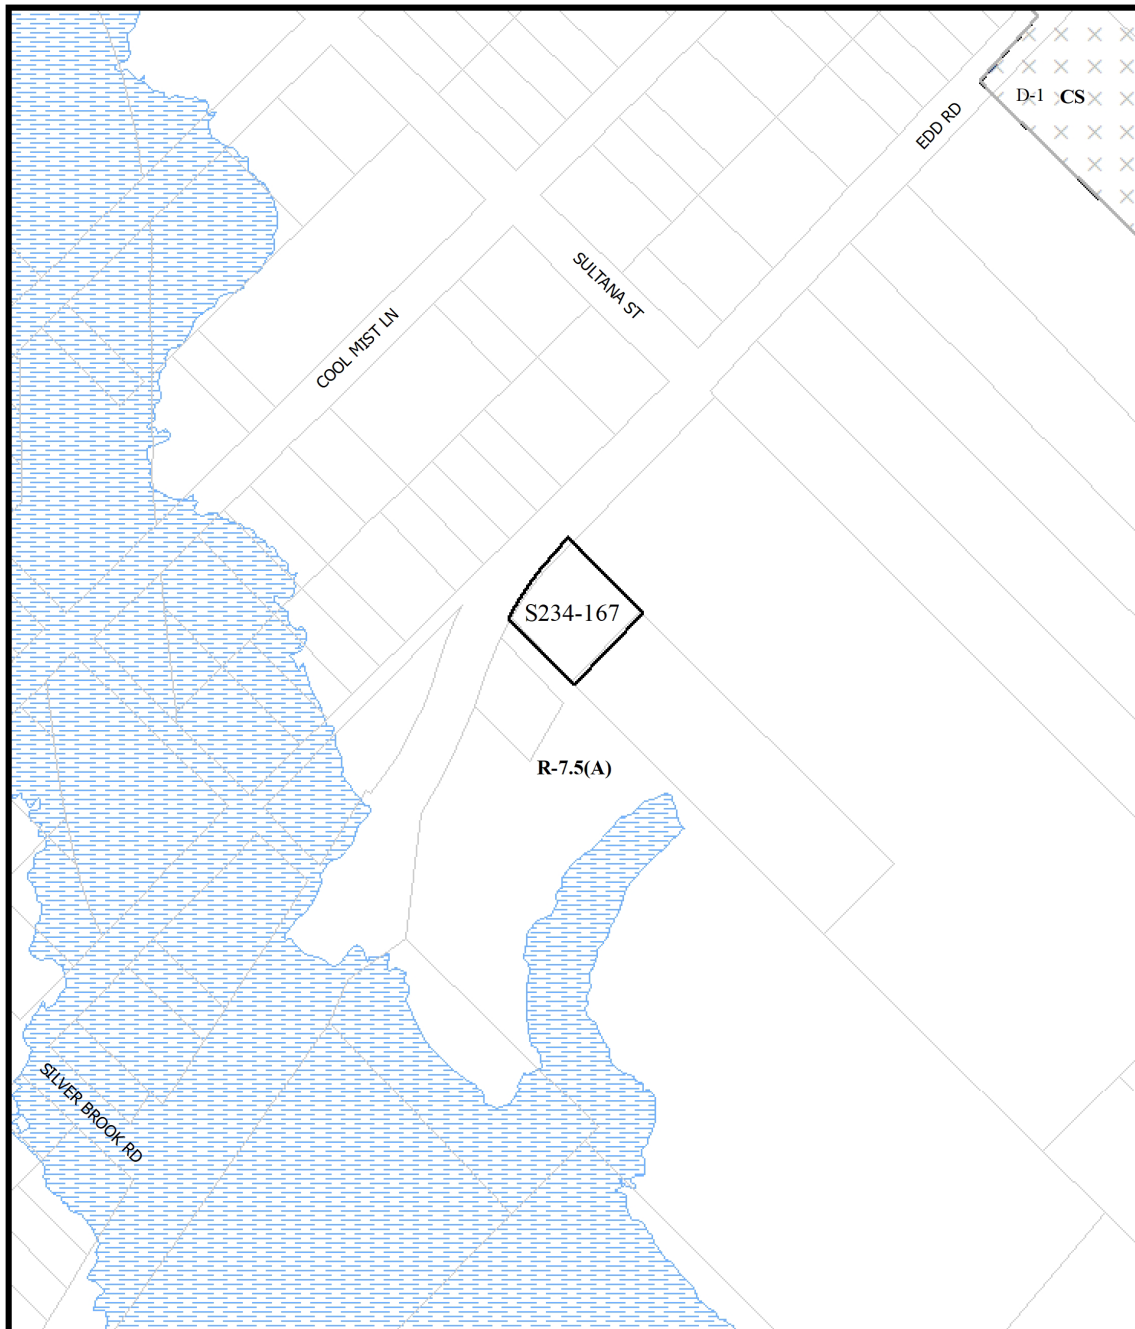 D-1 CS
EDD RD
SULTANA ST
COOL MIST LN
S234-167
R-7.5(A)
SILVER BROOK RD